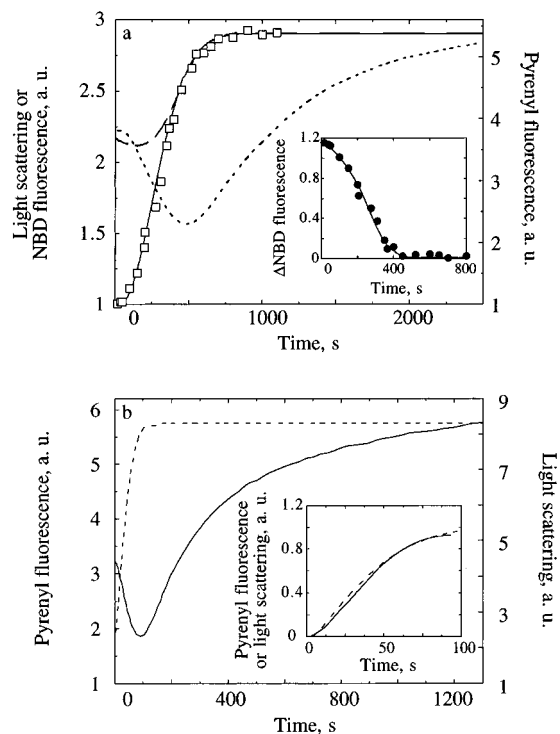 a
3
2.5
2
1.5
1
Light scattering or
NBD fluorescence, a. u.
5
4
3
2
1
Pyrenyl fluorescence, a. u.
0 1000 2000
Time, s
1.2
0.8
0.4
0
ΔNBD fluorescence
0 400 800
Time, s
b
6
5
4
3
2
1
Pyrenyl fluorescence, a. u.
9
7
5
3
1
Light scattering, a. u.
0 400 800 1200
Time, s
1.2
0.8
0.4
0
Pyrenyl fluorescence
or light scattering, a. u.
0 50 100
Time, s